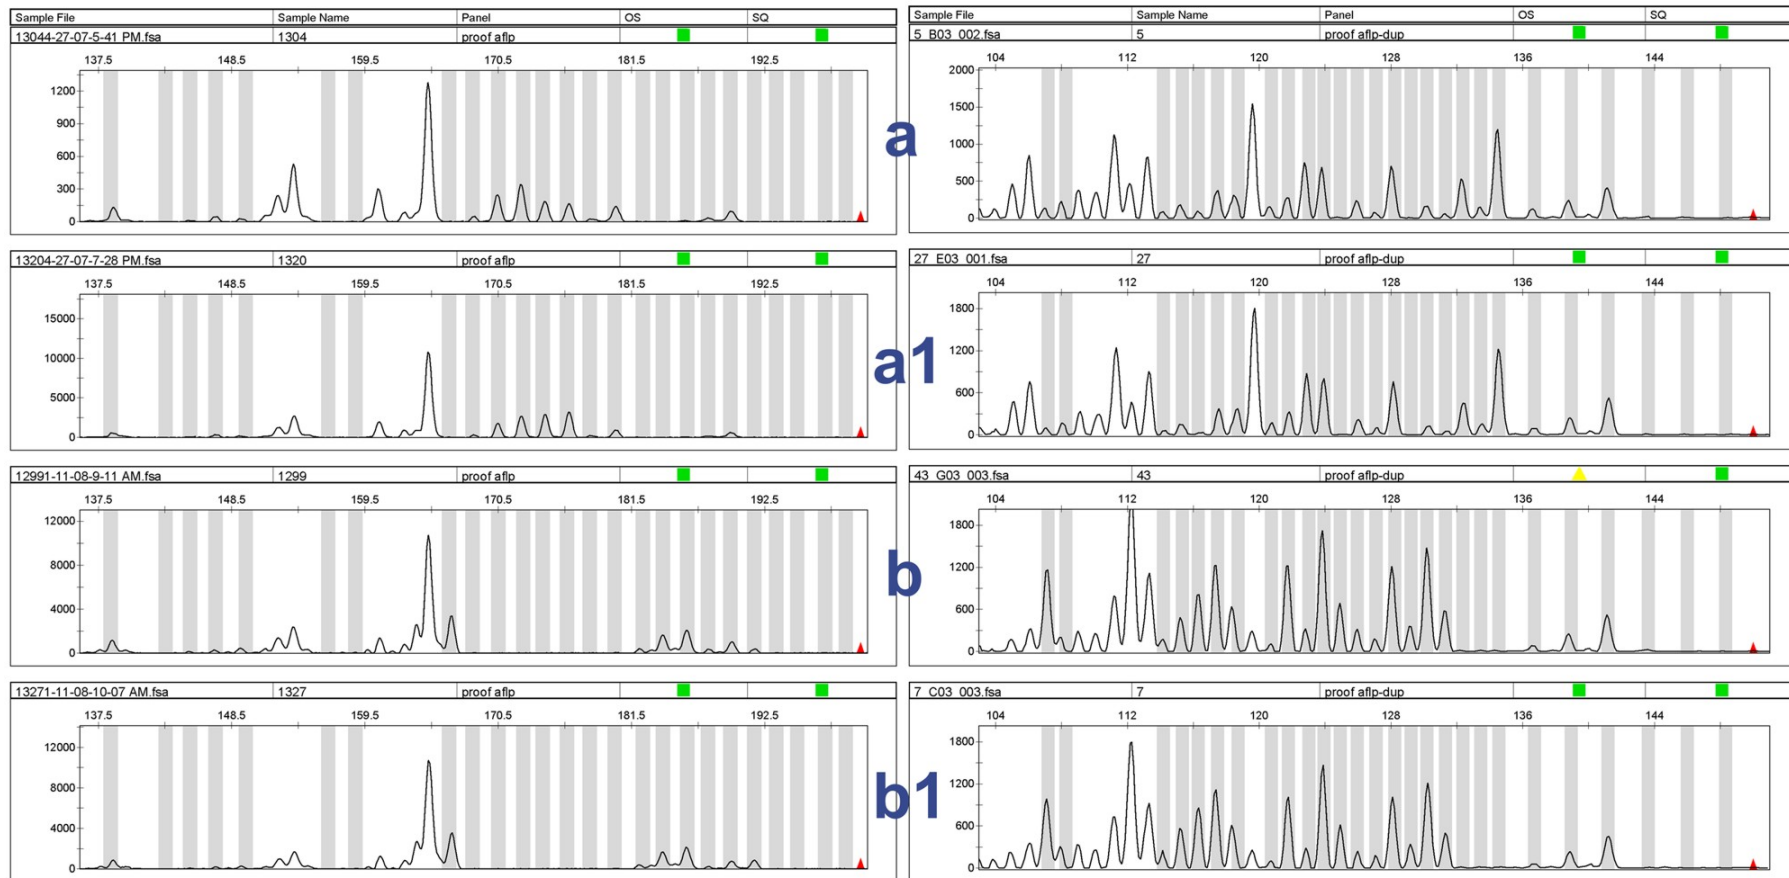 Sample File Sample Name Panel OS SQ
13044-27-07-5-41 PM.fsa 1304 proof aflp
137.5 148.5 159.5 170.5 181.5 192.5
1200
900
600
300
0
13204-27-07-7-28 PM.fsa 1320 proof aflp
137.5 148.5 159.5 170.5 181.5 192.5
15000
10000
5000
0
12991-11-08-9-11 AM.fsa 1299 proof aflp
137.5 148.5 159.5 170.5 181.5 192.5
12000
8000
4000
0
13271-11-08-10-07 AM.fsa 1327 proof aflp
137.5 148.5 159.5 170.5 181.5 192.5
12000
8000
4000
0
a
a1
b
b1
Sample File Sample Name Panel OS SQ
5_B03_002.fsa 5 proof aflp-dup
104 112 120 128 136 144
2000
1500
1000
500
0
27_E03_001.fsa 27 proof aflp-dup
104 112 120 128 136 144
1800
1200
600
0
43_G03_003.fsa 43 proof aflp-dup
104 112 120 128 136 144
1800
1200
600
0
7_C03_003.fsa 7 proof aflp-dup
104 112 120 128 136 144
1800
1200
600
0